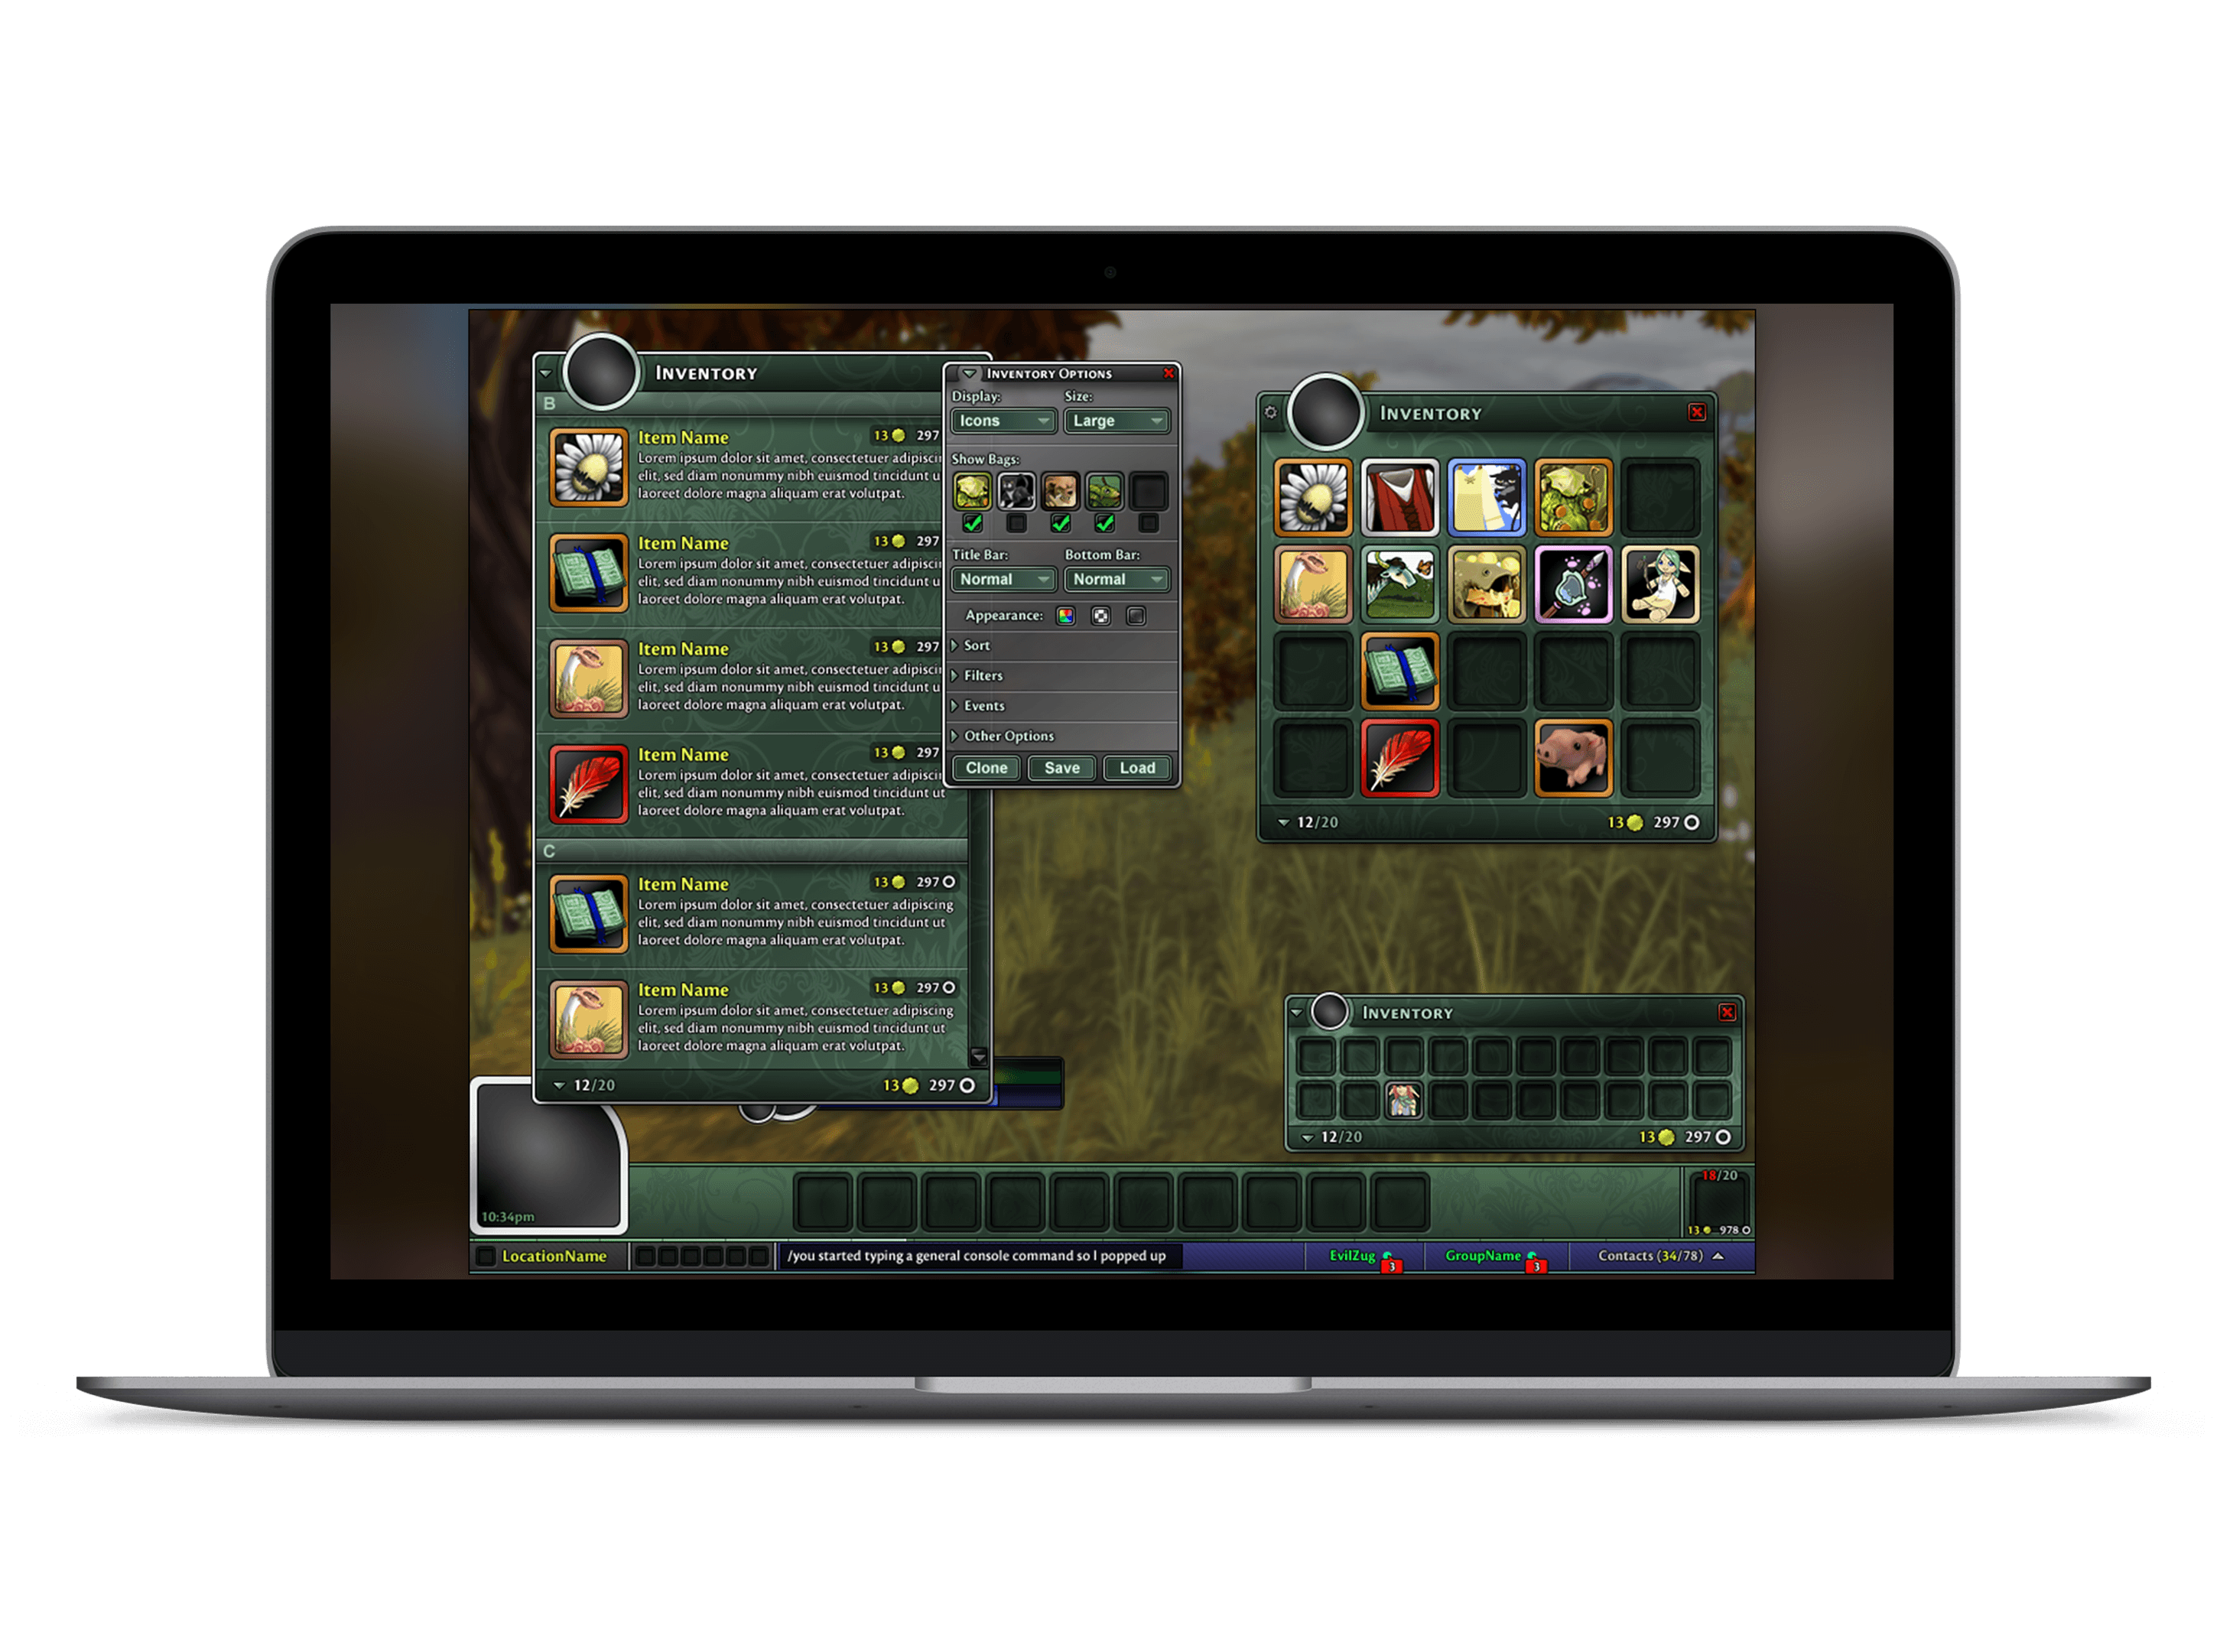 INVENTORY
B
Item Name
13 297
Lorem ipsum dolor sit amet, consectetuer
elit, sed diam nonummy nibh euismod tincidunt
laoreet dolore magna aliquam erat volutpat.
Item Name
13 297
Lorem ipsum dolor sit amet, consectetuer
elit, sed diam nonummy nibh euismod tincidunt
laoreet dolore magna aliquam erat volutpat.
Item Name
13 297
Lorem ipsum dolor sit amet, consectetuer
elit, sed diam nonummy nibh euismod tincidunt
laoreet dolore magna aliquam erat volutpat.
Item Name
13 297
Lorem ipsum dolor sit amet, consectetuer
elit, sed diam nonummy nibh euismod tincidunt ut
laoreet dolore magna aliquam erat volutpat.
C
Item Name
13 297
Lorem ipsum dolor sit amet, consectetuer adipiscing
elit, sed diam nonummy nibh euismod tincidunt ut
laoreet dolore magna aliquam erat volutpat.
Item Name
13 297
Lorem ipsum dolor sit amet, consectetuer adipiscing
elit, sed diam nonummy nibh euismod tincidunt ut
laoreet dolore magna aliquam erat volutpat.
12/20
13 297
INVENTORY OPTIONS
Display: Size:
Icons Large
Show Bags:
Title Bar: Bottom Bar:
Normal Normal
Appearance:
Sort
Filters
Events
Other Options
Clone Save Load
INVENTORY
12/20
13 297
INVENTORY
12/20
13 297
10:34pm
18/20
13 978
LocationName
/you started typing a general console command so I popped up
EvilZug
3
GroupName
3
Contacts (34/78)